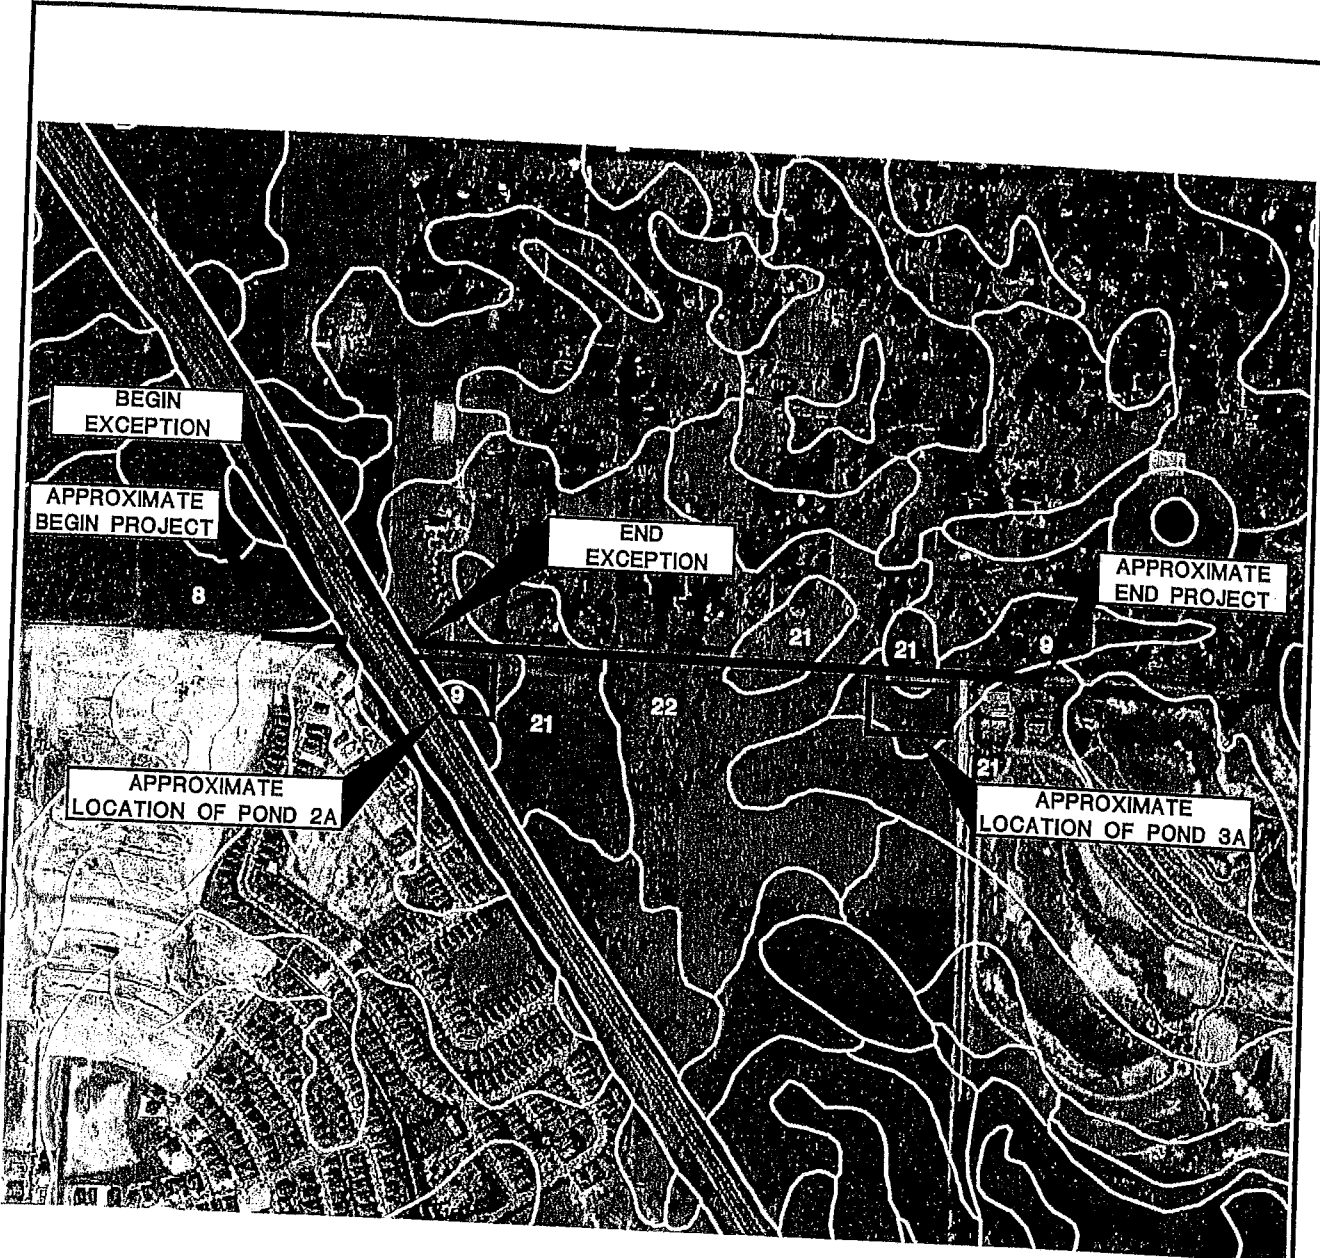 BEGIN
EXCEPTION
APPROXIMATE
BEGIN PROJECT
END
EXCEPTION
APPROXIMATE
END PROJECT
8
21
21
9
9
21
22
21
APPROXIMATE
LOCATION OF POND 2A
APPROXIMATE
LOCATION OF POND 3A